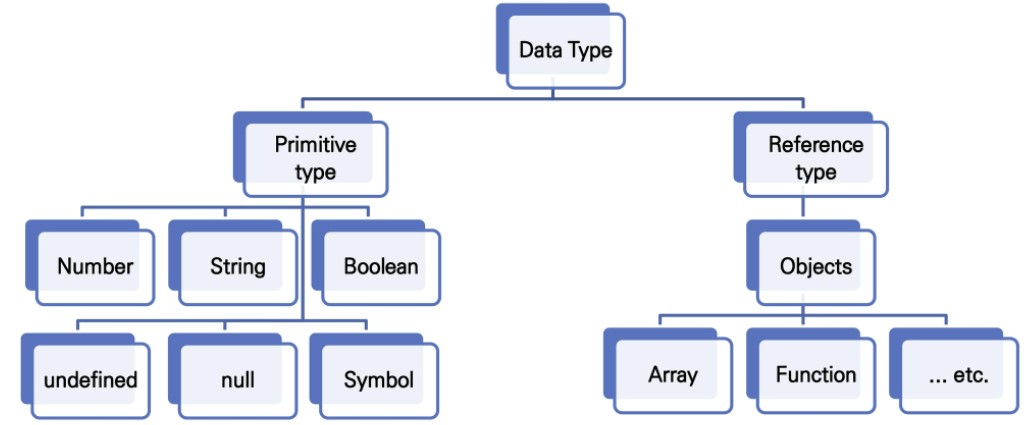 Data Type
Primitive
type
Reference
type
Number
String
Boolean
Objects
undefined
null
Symbol
Array
Function
... etc.